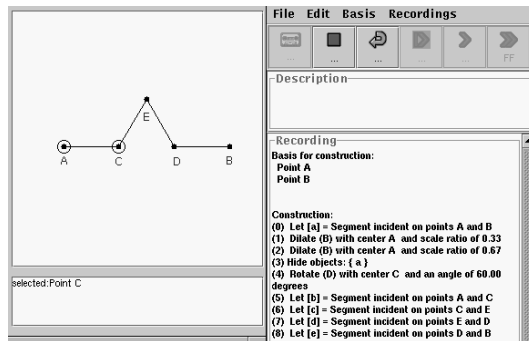 File Edit Basis Recordings
... ... ... ... ... FF
Description
E
A C D B
Recording
Basis for construction:
Point A
Point B
Construction:
(0) Let [a] = Segment incident on points A and B
(1) Dilate (B) with center A and scale ratio of 0.33
(2) Dilate (B) with center A and scale ratio of 0.67
(3) Hide objects: { a }
(4) Rotate (D) with center C and an angle of 60.00
degrees
(5) Let [b] = Segment incident on points A and C
(6) Let [c] = Segment incident on points C and E
(7) Let [d] = Segment incident on points E and D
(8) Let [e] = Segment incident on points D and B
selected:Point C